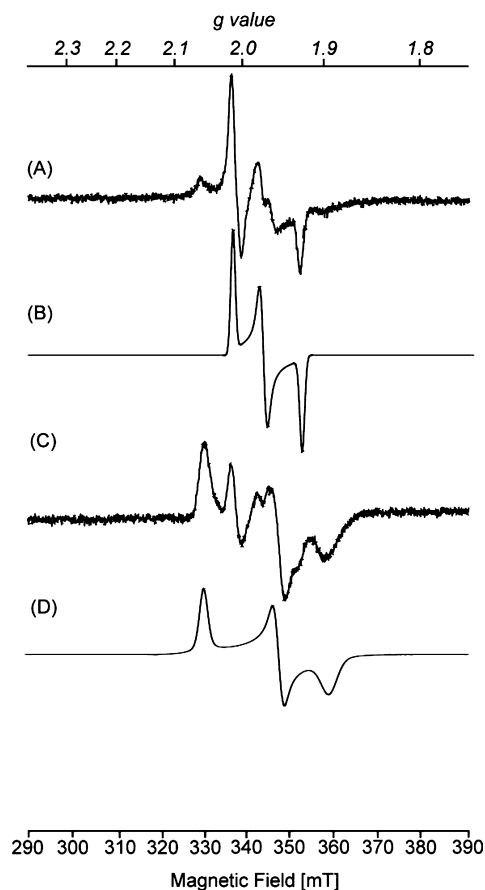 g value
2.3 2.2 2.1 2.0 1.9 1.8
(A)
(B)
(C)
(D)
290 300 310 320 330 340 350 360 370 380 390
Magnetic Field [mT]